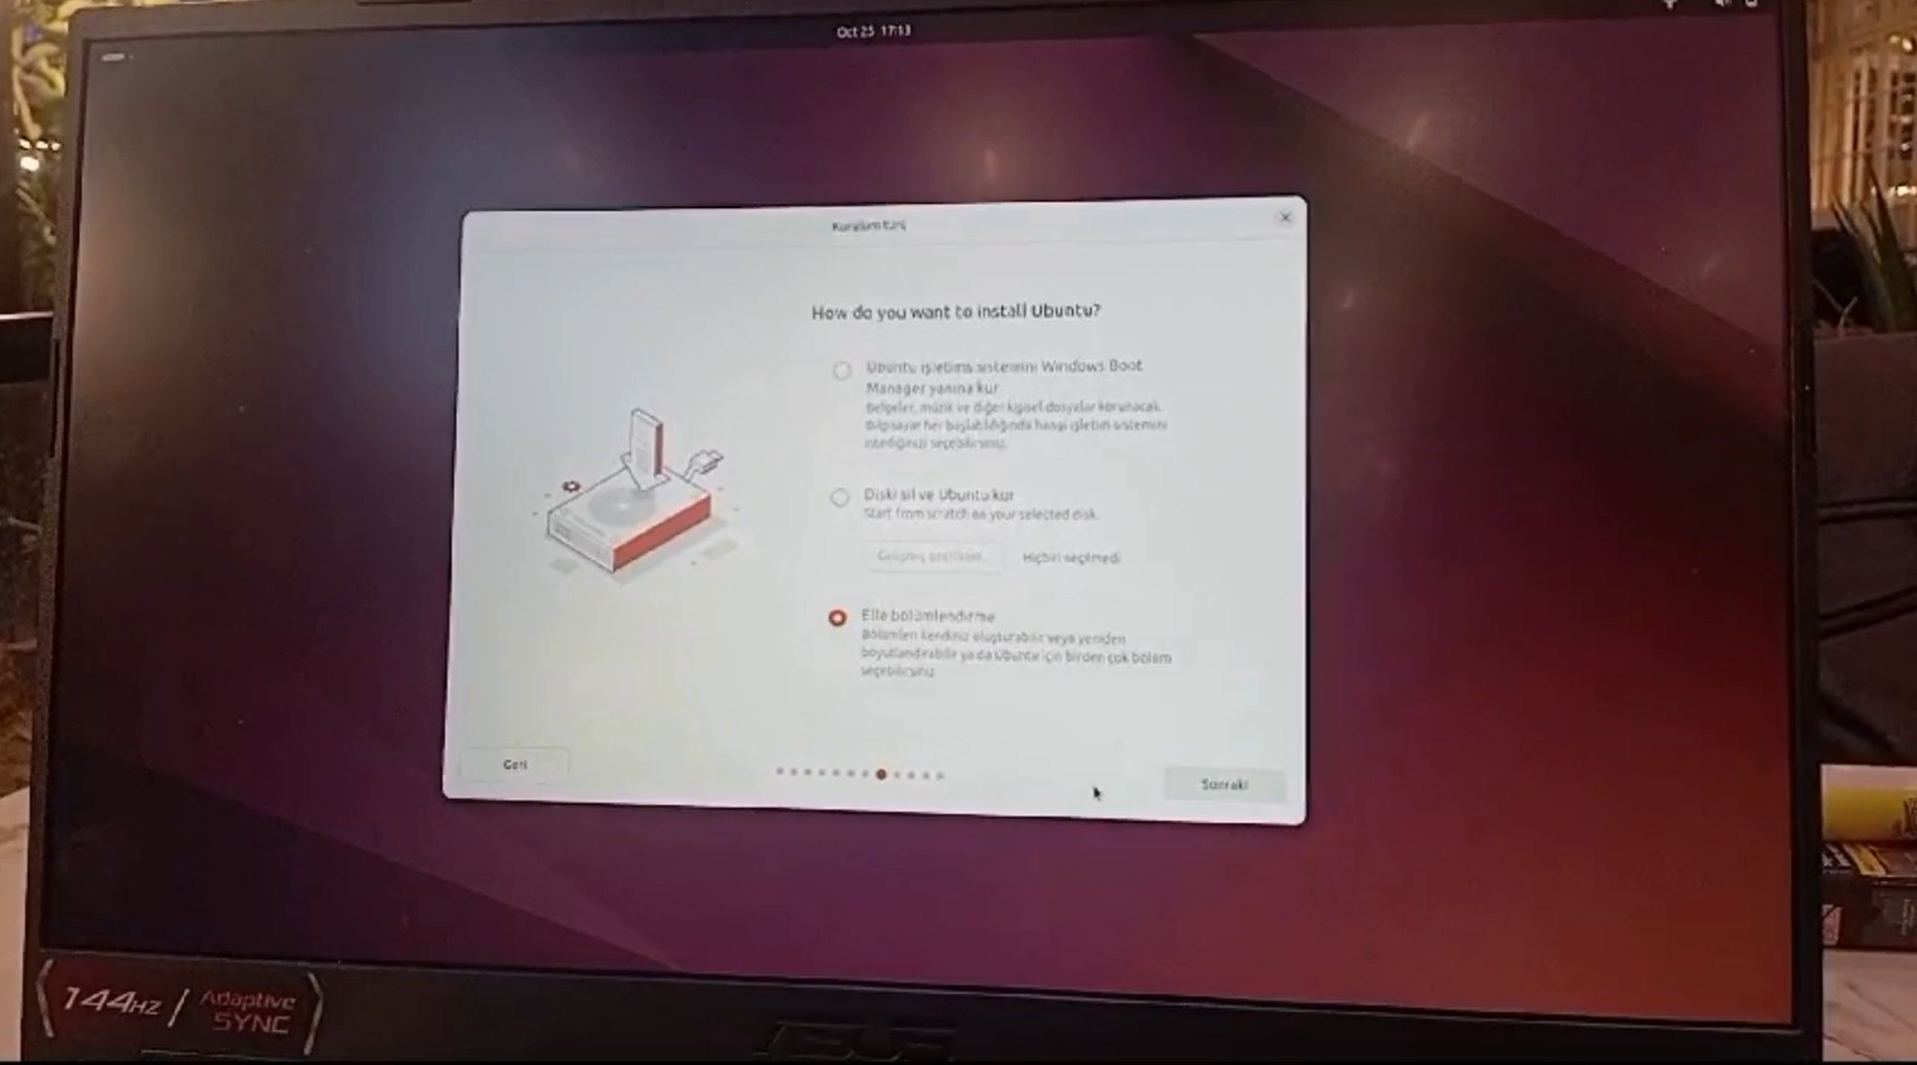 Oct 25 17:13
Kurulum türü
How do you want to install Ubuntu?
Ubuntu işletim sistemini Windows Boot
Manager yanına kur
Belgeler, müzik ve diğer kişisel dosyalar korunacak.
Bilgisayar her başlatıldığında hangi işletim sistemini
istediğinizi seçebilirsiniz.
Diski sil ve Ubuntu kur
Start from scratch on your selected disk.
Gelişmiş özellikler...
Hiçbiri seçilmedi
Elle bölümlendirme
Bölümleri kendiniz oluşturabilir veya yeniden
boyutlandırabilir ya da Ubuntu için birden çok bölüm
seçebilirsiniz
Geri
Sonraki
144HZ / Adaptive
SYNC
ASUS